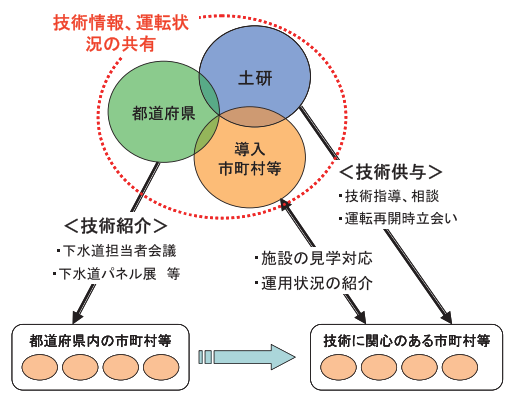 技術情報、運転状
況の共有
土研
都道府県
導入
市町村等
＜技術供与＞
・技術指導、相談
・運転再開時立会い
＜技術紹介＞
・下水道担当者会議
・下水道パネル展 等
・施設の見学対応
・運用状況の紹介
都道府県内の市町村等
技術に関心のある市町村等